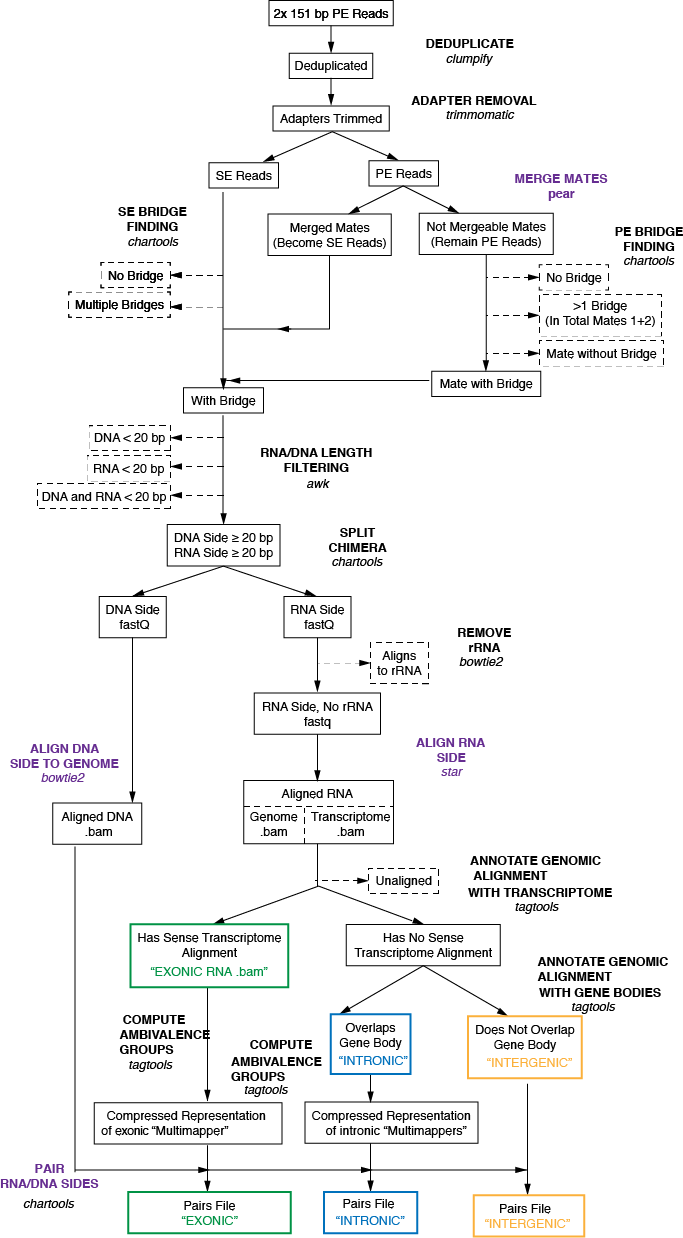 2x 151 bp PE Reads
DEDUPLICATE
clumpify
Deduplicated
ADAPTER REMOVAL
trimmomatic
Adapters Trimmed
SE Reads
PE Reads
MERGE MATES
pear
SE BRIDGE
FINDING
chartools
Merged Mates
(Become SE Reads)
Not Mergeable Mates
(Remain PE Reads)
PE BRIDGE
FINDING
chartools
No Bridge
Multiple Bridges
No Bridge
>1 Bridge
(In Total Mates 1+2)
Mate without Bridge
Mate with Bridge
With Bridge
DNA < 20 bp
RNA < 20 bp
DNA and RNA < 20 bp
RNA/DNA LENGTH
FILTERING
awk
DNA Side ≥ 20 bp
RNA Side ≥ 20 bp
SPLIT
CHIMERA
chartools
DNA Side
fastQ
RNA Side
fastQ
REMOVE
rRNA
bowtie2
Aligns
to rRNA
RNA Side, No rRNA
fastq
ALIGN DNA
SIDE TO GENOME
bowtie2
ALIGN RNA
SIDE
star
Aligned DNA
.bam
Aligned RNA
Genome
.bam
Transcriptome
.bam
Unaligned
ANNOTATE GENOMIC
ALIGNMENT
WITH TRANSCRIPTOME
tagtools
Has Sense Transcriptome
Alignment
“EXONIC RNA .bam”
Has No Sense
Transcriptome Alignment
ANNOTATE GENOMIC
ALIGNMENT
WITH GENE BODIES
tagtools
COMPUTE
AMBIVALENCE
GROUPS
tagtools
COMPUTE
AMBIVALENCE
GROUPS
tagtools
Overlaps
Gene Body
“INTRONIC”
Does Not Overlap
Gene Body
“INTERGENIC”
Compressed Representation
of exonic “Multimapper”
Compressed Representation
of intronic “Multimappers”
PAIR
RNA/DNA SIDES
chartools
Pairs File
“EXONIC”
Pairs File
“INTRONIC”
Pairs File
“INTERGENIC”